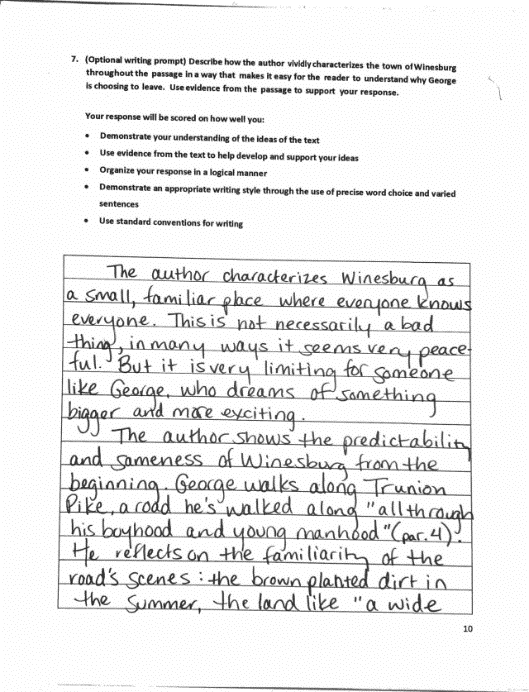 7. (Optional writing prompt) Describe how the author vividly characterizes the town of Winesburg
throughout the passage in a way that makes it easy for the reader to understand why George
is choosing to leave. Use evidence from the passage to support your response.
Your response will be scored on how well you:
• Demonstrate your understanding of the ideas of the text
• Use evidence from the text to help develop and support your ideas
• Organize your response in a logical manner
• Demonstrate an appropriate writing style through the use of precise word choice and varied
sentences
• Use standard conventions for writing
The author characterizes Winesburg as
a small, familiar place where everyone knows
everyone. This is not necessarily a bad
thing, in many ways it seems very peace-
ful. But it is very limiting for someone
like George, who dreams of something
bigger and more exciting.
The author shows the predictability
and sameness of Winesburg from the
beginning. George walks along Trunion
Pike, a road he's walked along "all through
his boyhood and young manhood" (par. 4).
He reflects on the familiarity of the
road's scenes: the brown planted dirt in
the summer, the land like "a wide
10